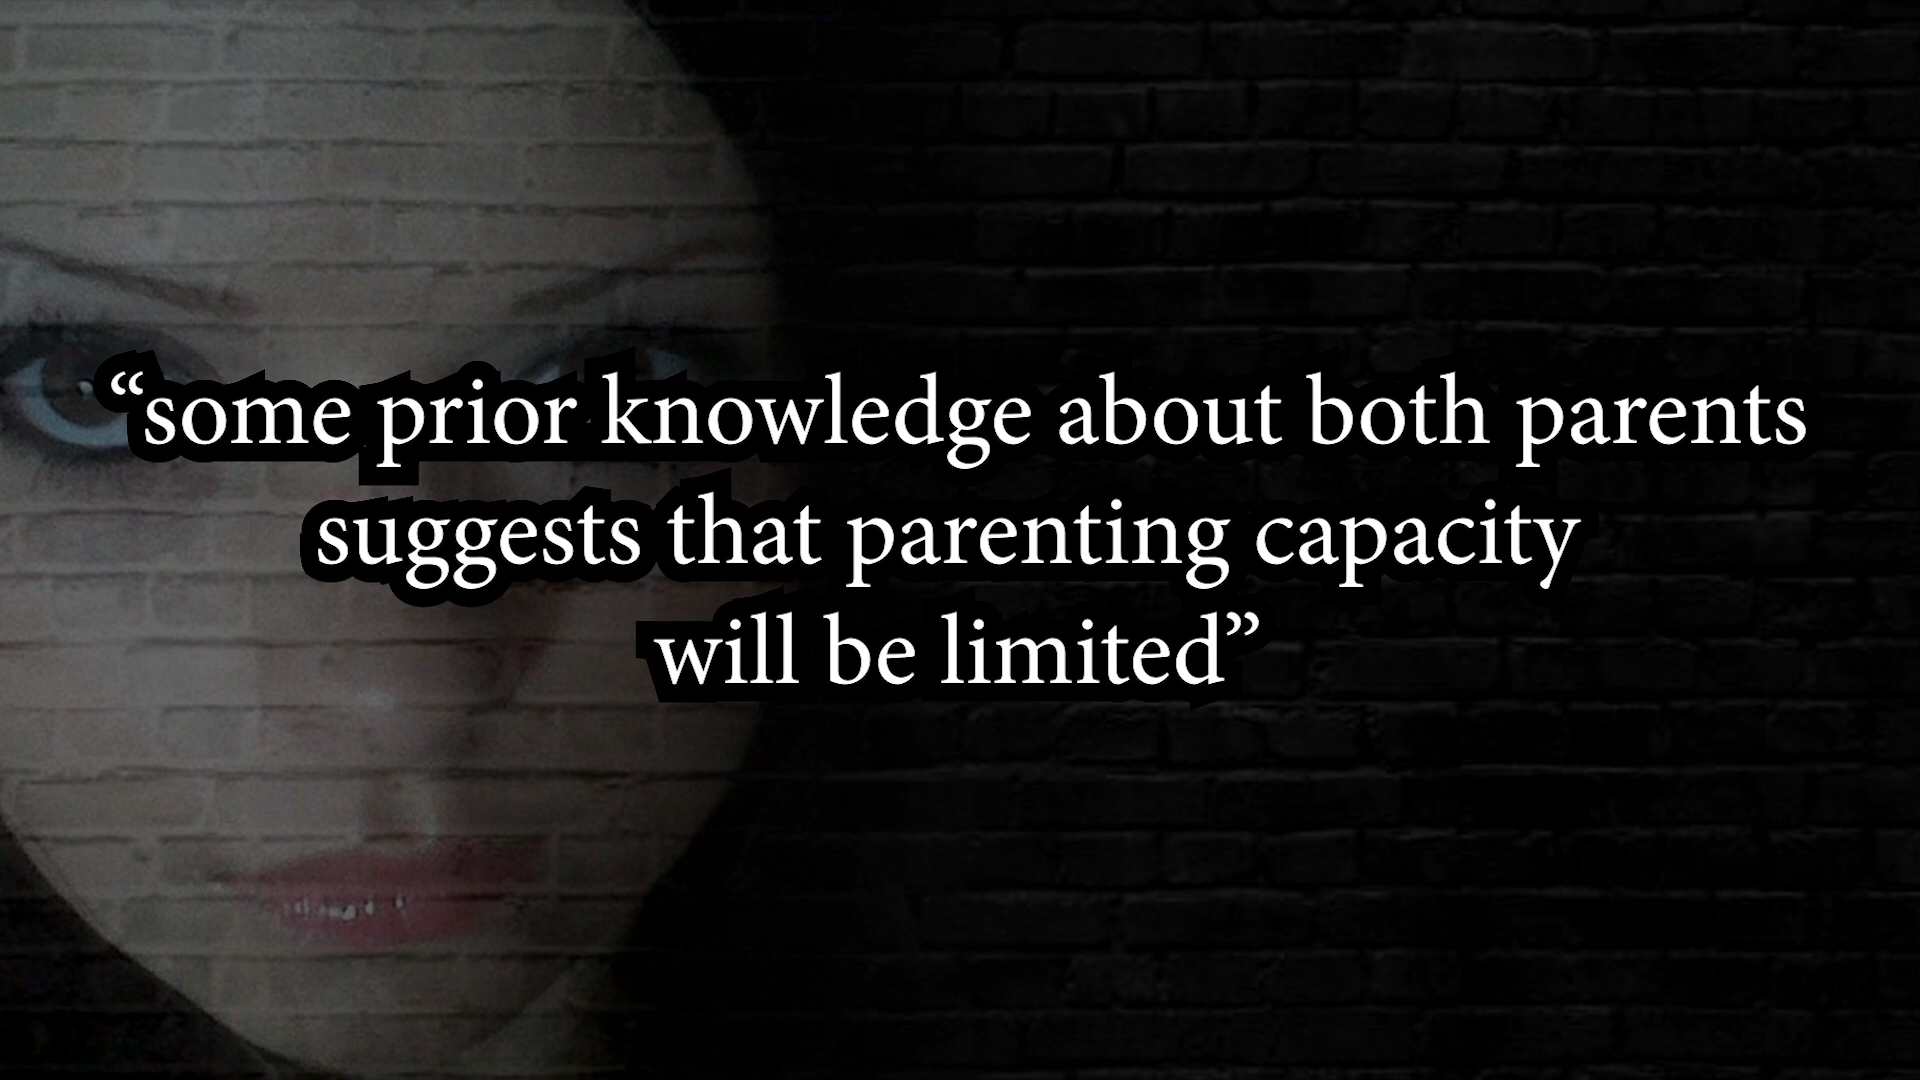 “some prior knowledge about both parents
suggests that parenting capacity
will be limited”